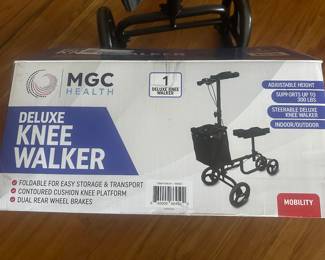 MGC
HEALTH
1
DELUXE
KNEE WALKER
ADJUSTABLE HEIGHT
SUPPORTS UP TO
300 LBS
STEERABLE DELUXE
KNEE WALKER
INDOOR/OUTDOOR
DELUXE
KNEE
WALKER
FOLDABLE FOR EASY STORAGE & TRANSPORT
CONTOURED CUSHION KNEE PLATFORM
DUAL REAR WHEEL BRAKES
MOBILITY